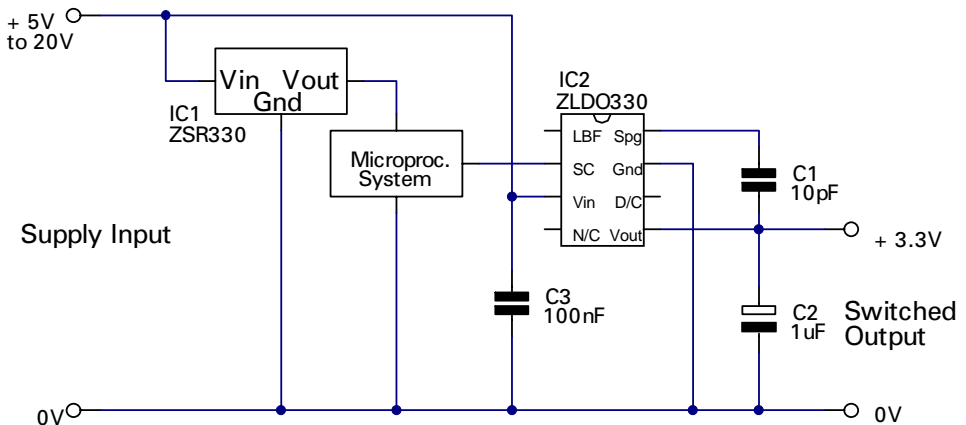 + 5V
to 20V
Vin Vout
Gnd
IC1
ZSR330
Microproc.
System
IC2
ZLDO330
LBF Spg
SC Gnd
Vin D/C
N/C Vout
C1
10pF
Supply Input
+ 3.3V
C3
100nF
C2
1uF
Switched
Output
0V
0V